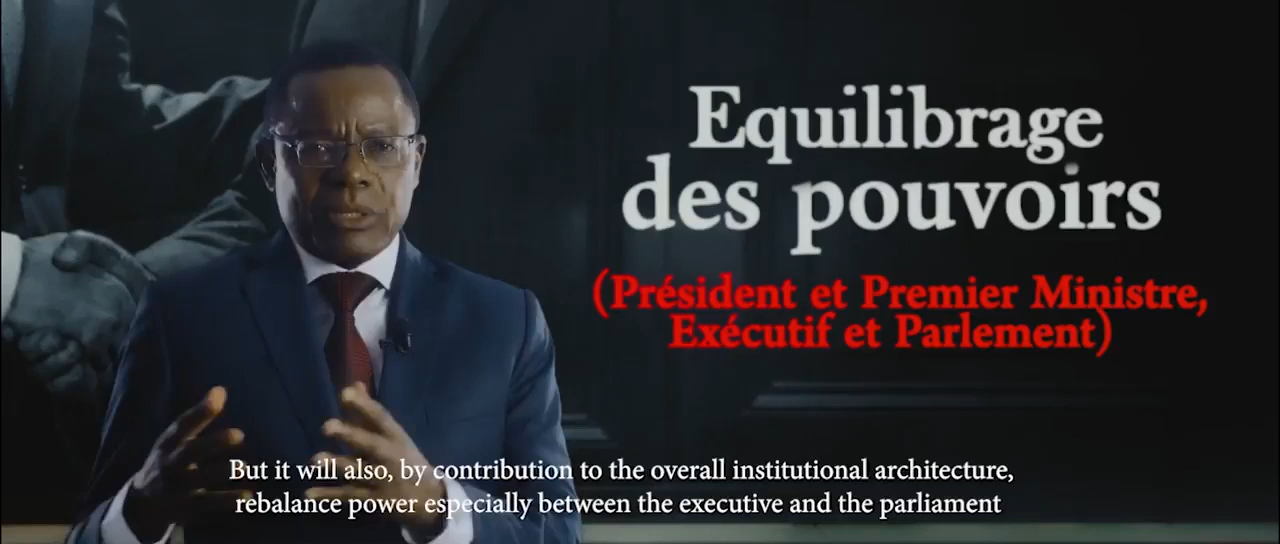 Equilibrage
des pouvoirs
(Président et Premier Ministre,
Exécutif et Parlement)
But it will also, by contribution to the overall institutional architecture,
rebalance power especially between the executive and the parliament